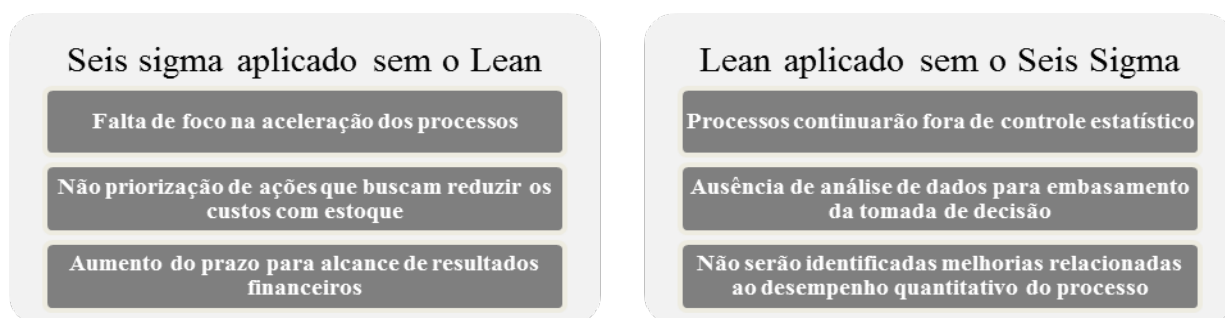 Seis sigma aplicado sem o Lean
Falta de foco na aceleração dos processos
Não priorização de ações que buscam reduzir os
custos com estoque
Aumento do prazo para alcance de resultados
financeiros
Lean aplicado sem o Seis Sigma
Processos continuarão fora de controle estatístico
Ausência de análise de dados para embasamento
da tomada de decisão
Não serão identificadas melhorias relacionadas
ao desempenho quantitativo do processo